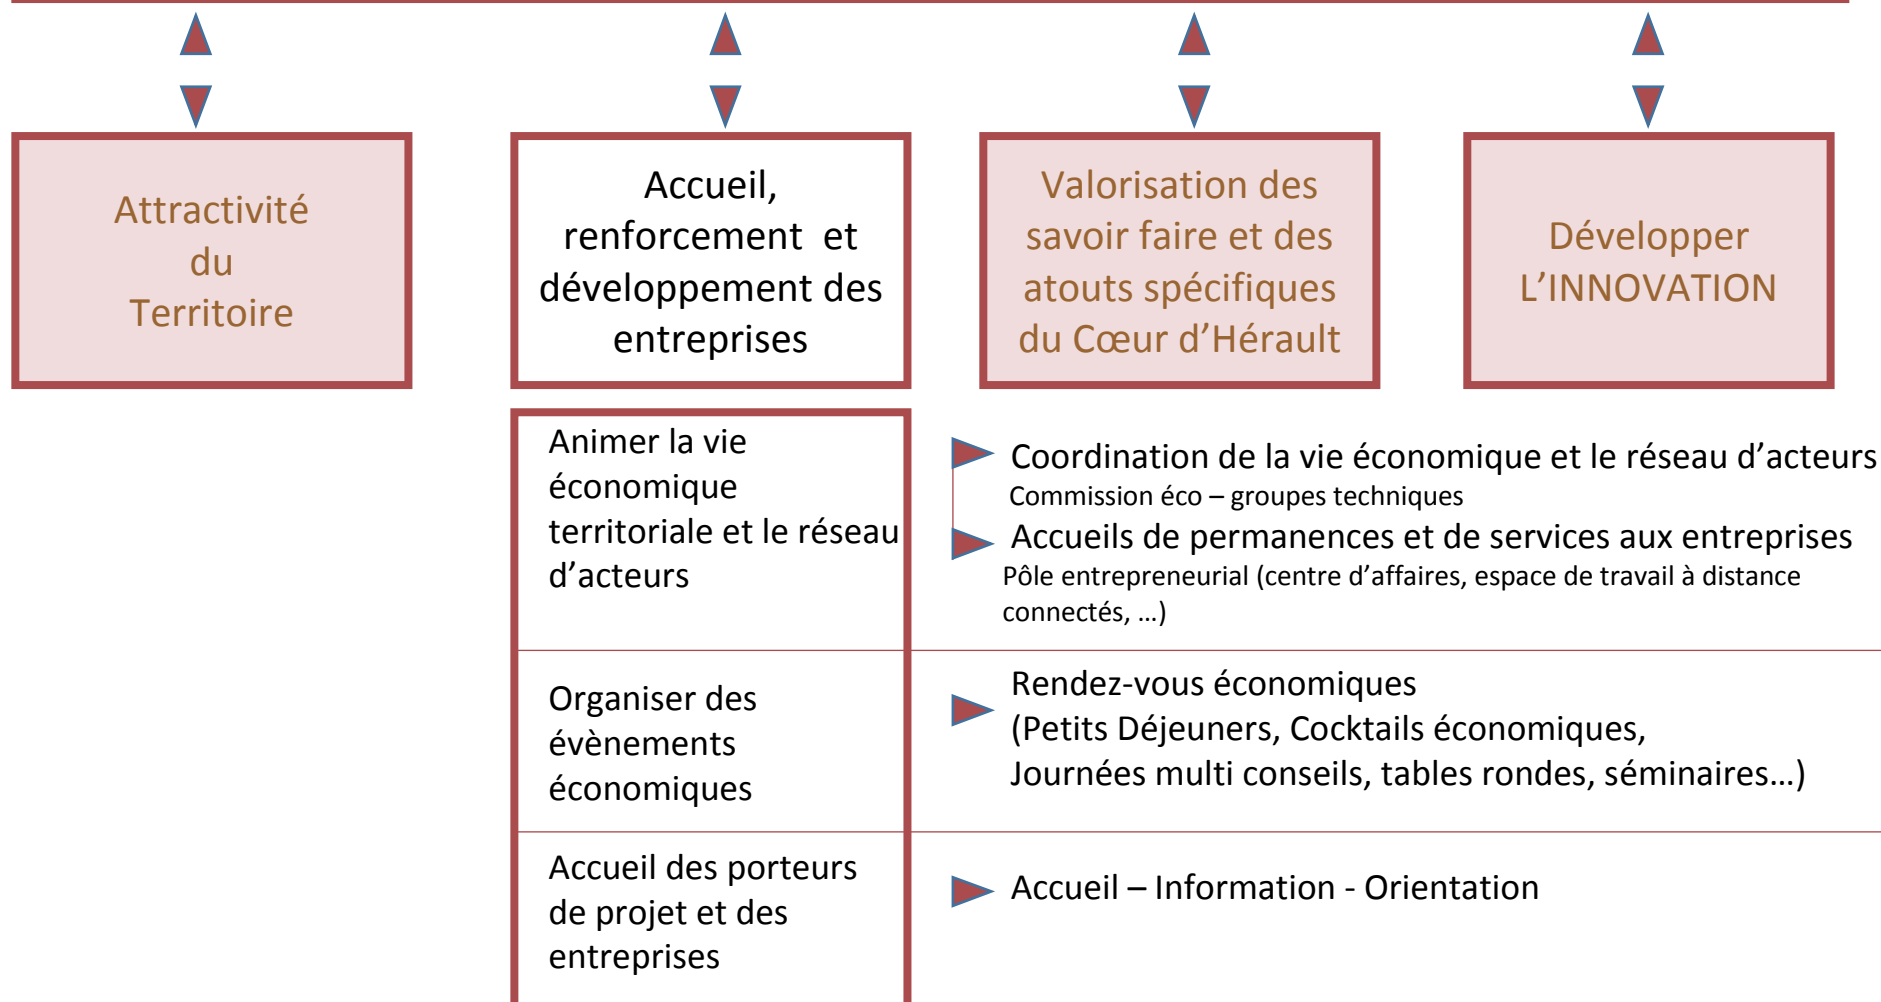 Attractivité
du
Territoire
Accueil,
renforcement et
développement des
entreprises
Valorisation des
savoir faire et des
atouts spécifiques
du Cœur d’Hérault
Développer
L’INNOVATION
Animer la vie
économique
territoriale et le réseau
d’acteurs
Coordination de la vie économique et le réseau d’acteurs
Commission éco – groupes techniques
Accueils de permanences et de services aux entreprises
Pôle entrepreneurial (centre d’affaires, espace de travail à distance
connectés, …)
Organiser des
évènements
économiques
Rendez-vous économiques
(Petits Déjeuners, Cocktails économiques,
Journées multi conseils, tables rondes, séminaires…)
Accueil des porteurs
de projet et des
entreprises
Accueil – Information - Orientation